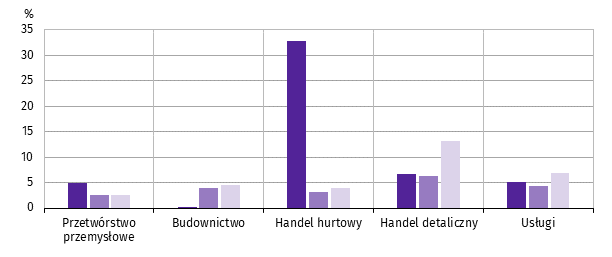 %
35
30
25
20
15
10
5
0
Przetwórstwo
przemysłowe
Budownictwo
Handel hurtowy
Handel detaliczny
Usługi